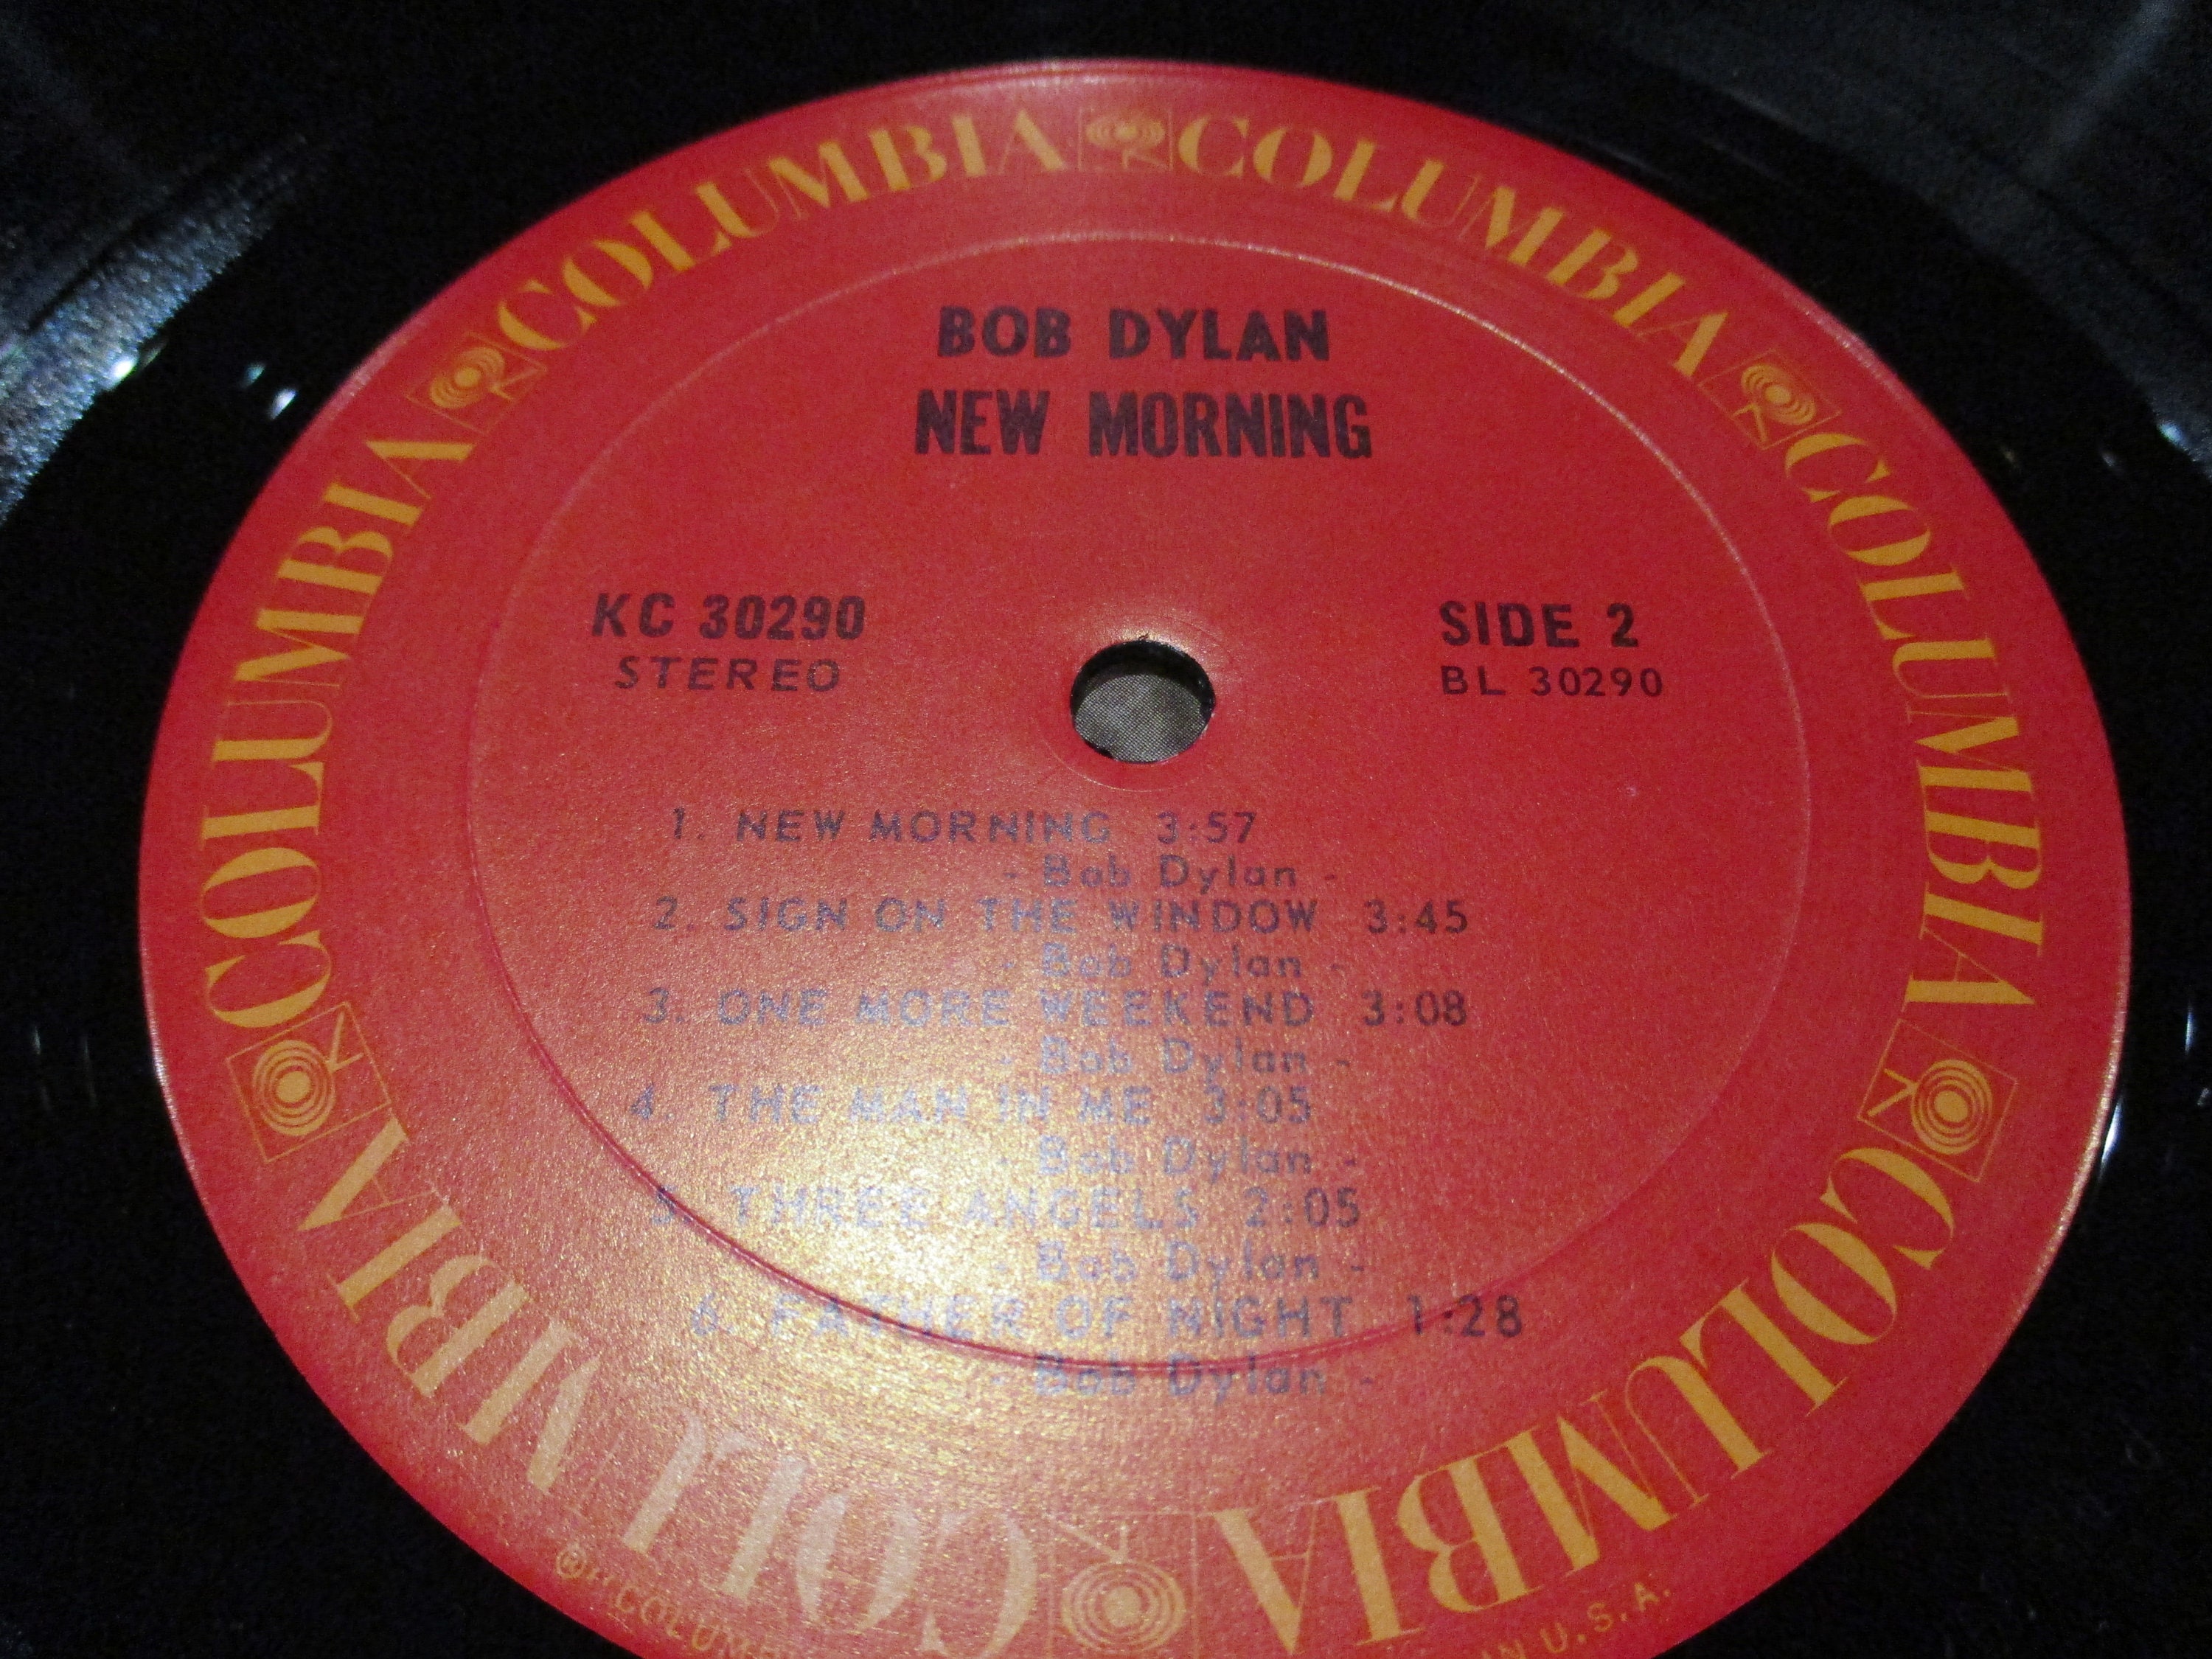 COLUMBIA COLUMBIA COLUMBIA COLUMBIA COLUMBIA COLUMBIA
BOB DYLAN
NEW MORNING
KC 30290
STEREO
SIDE 2
BL 30290
1. NEW MORNING 3:57
- Bob Dylan -
2. SIGN ON THE WINDOW 3:45
- Bob Dylan -
3. ONE MORE WEEKEND 3:08
- Bob Dylan -
4. THE MAN IN ME 3:05
- Bob Dylan -
5. THREE ANGELS 2:05
- Bob Dylan -
6. FATHER OF NIGHT 1:28
- Bob Dylan -
IN U.S.A.